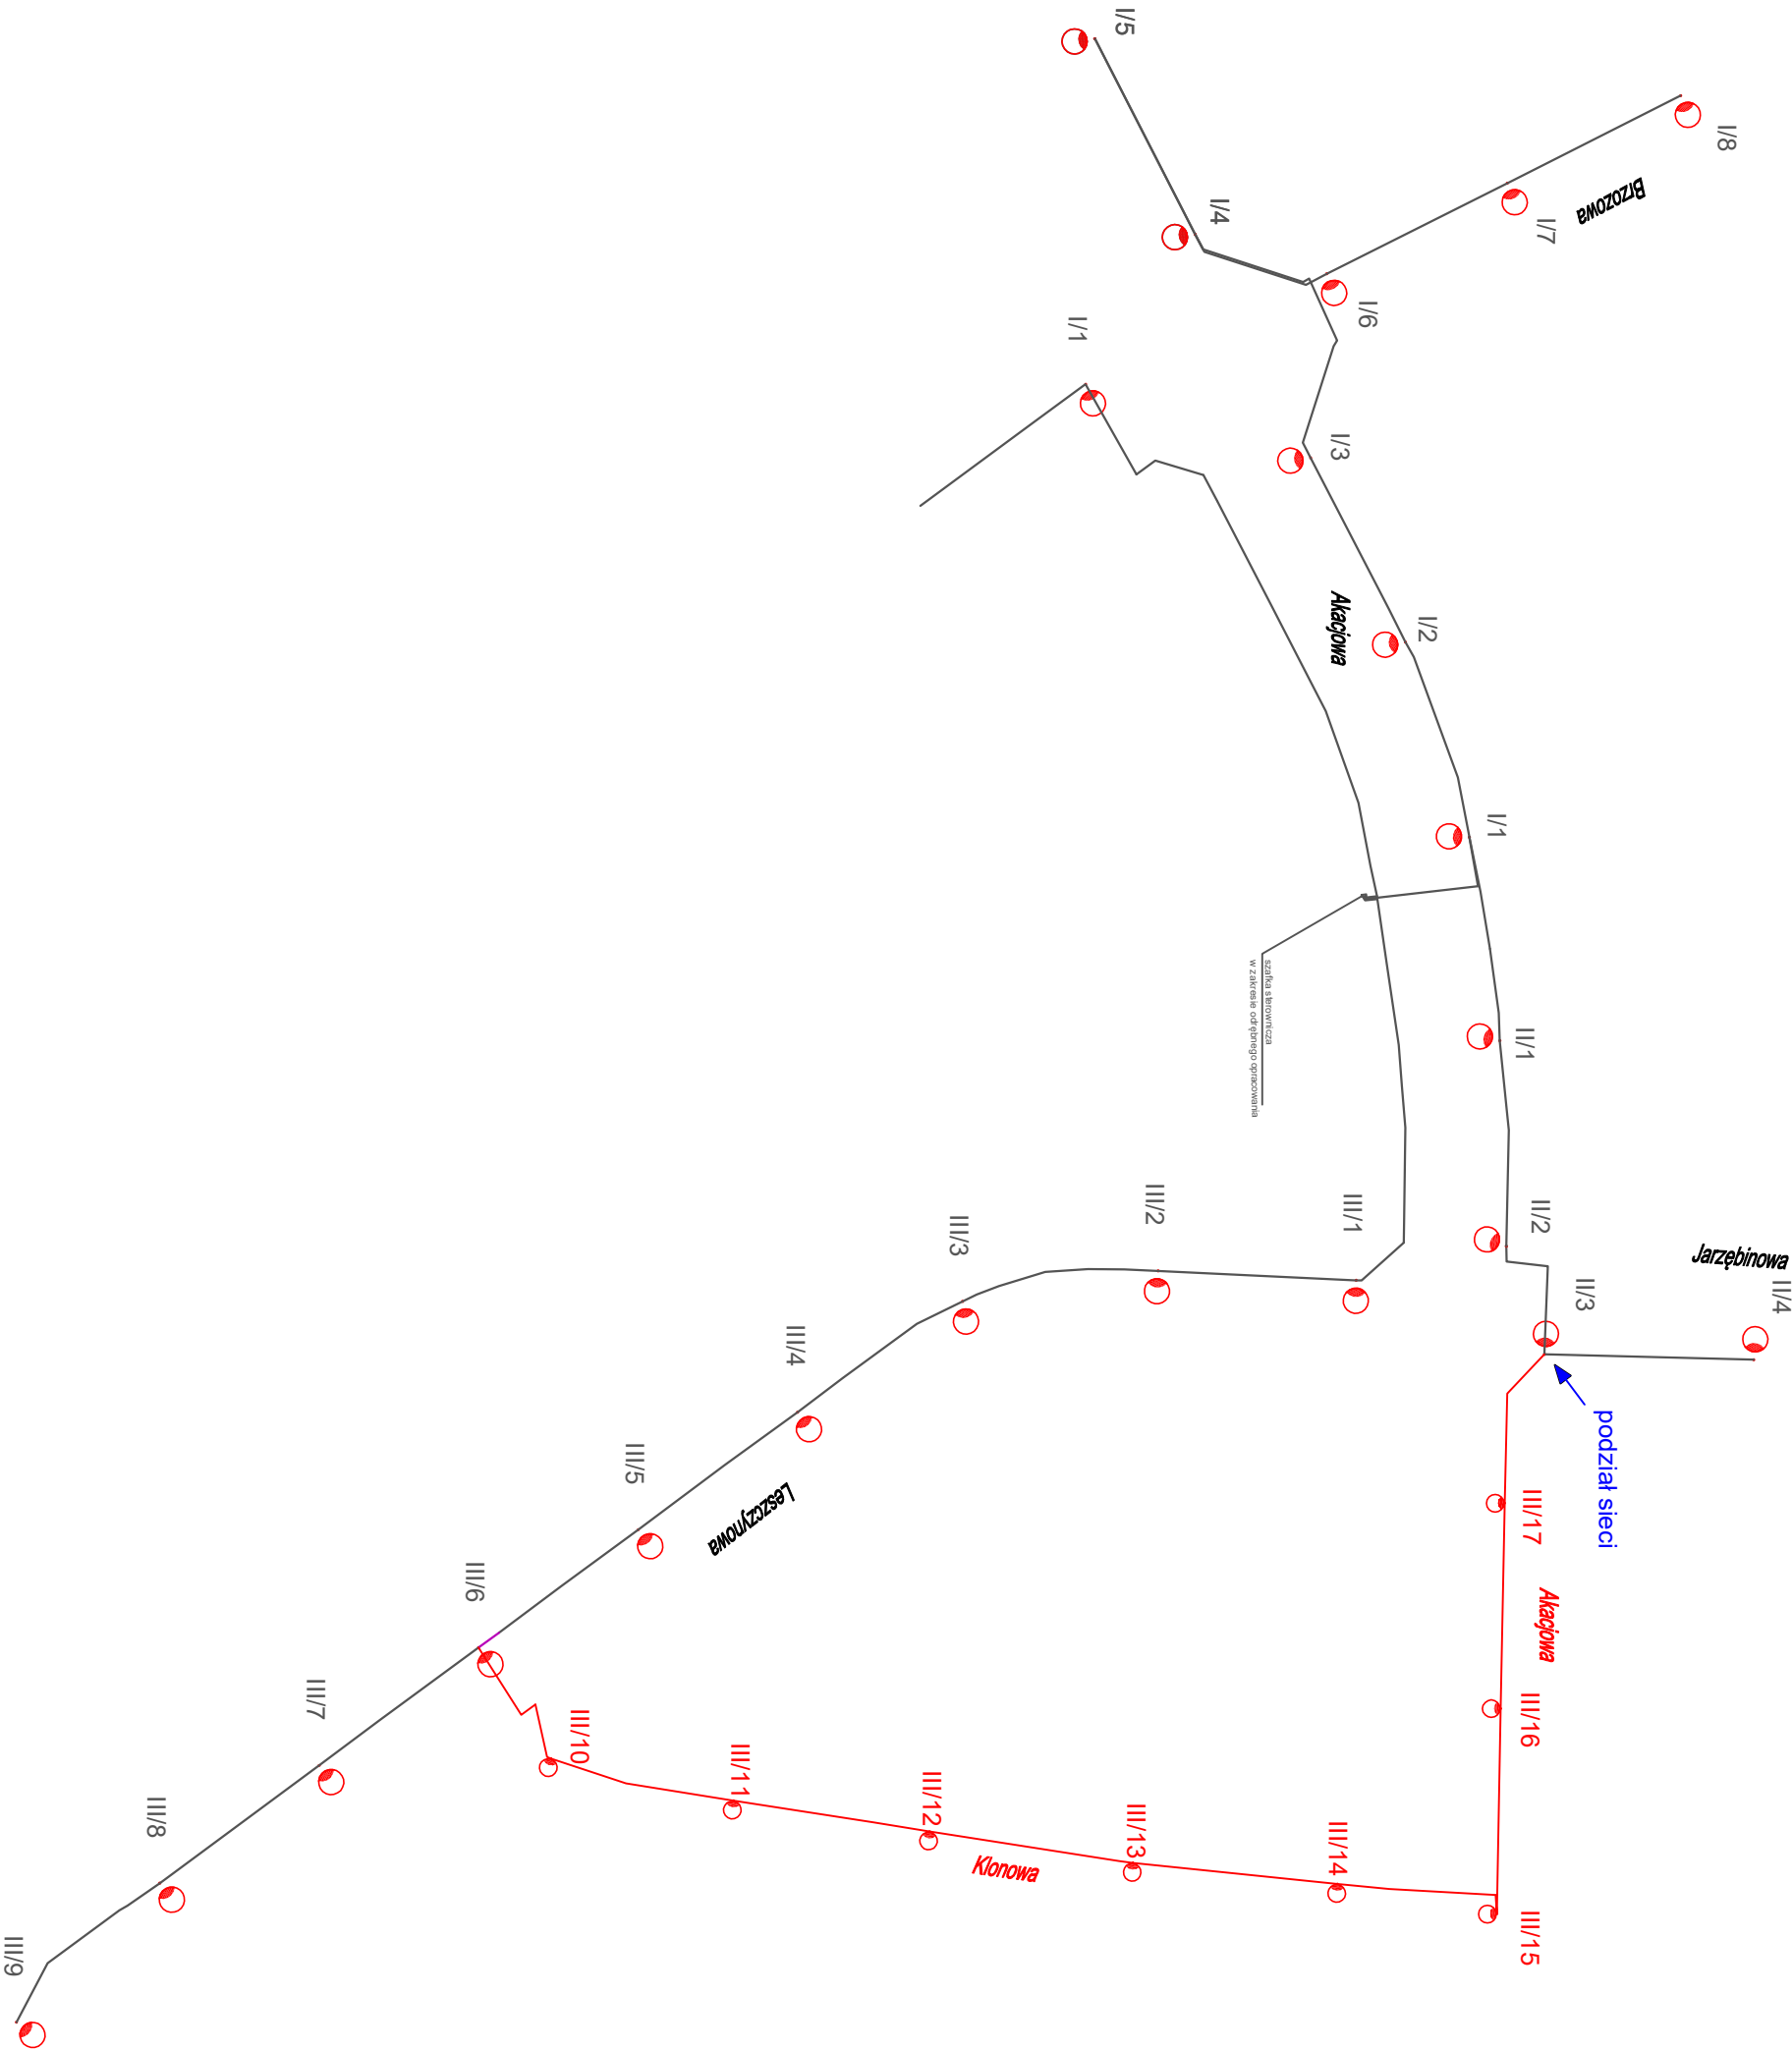 I/5
I/8
Brzozowa
I/4
I/7
I/6
I/1
I/3
Akacjowa
I/2
I/1
szafka sterownicza
w zakresie odrębnego opracowania
II/1
III/1
III/2
II/2
III/3
Jarzębinowa
II/3
II/4
III/4
podział sieci
III/5
Leszczynowa
III/17
Akacjowa
III/6
III/7
III/10
III/16
III/11
III/12
III/13
Klonowa
III/14
III/8
III/15
III/9